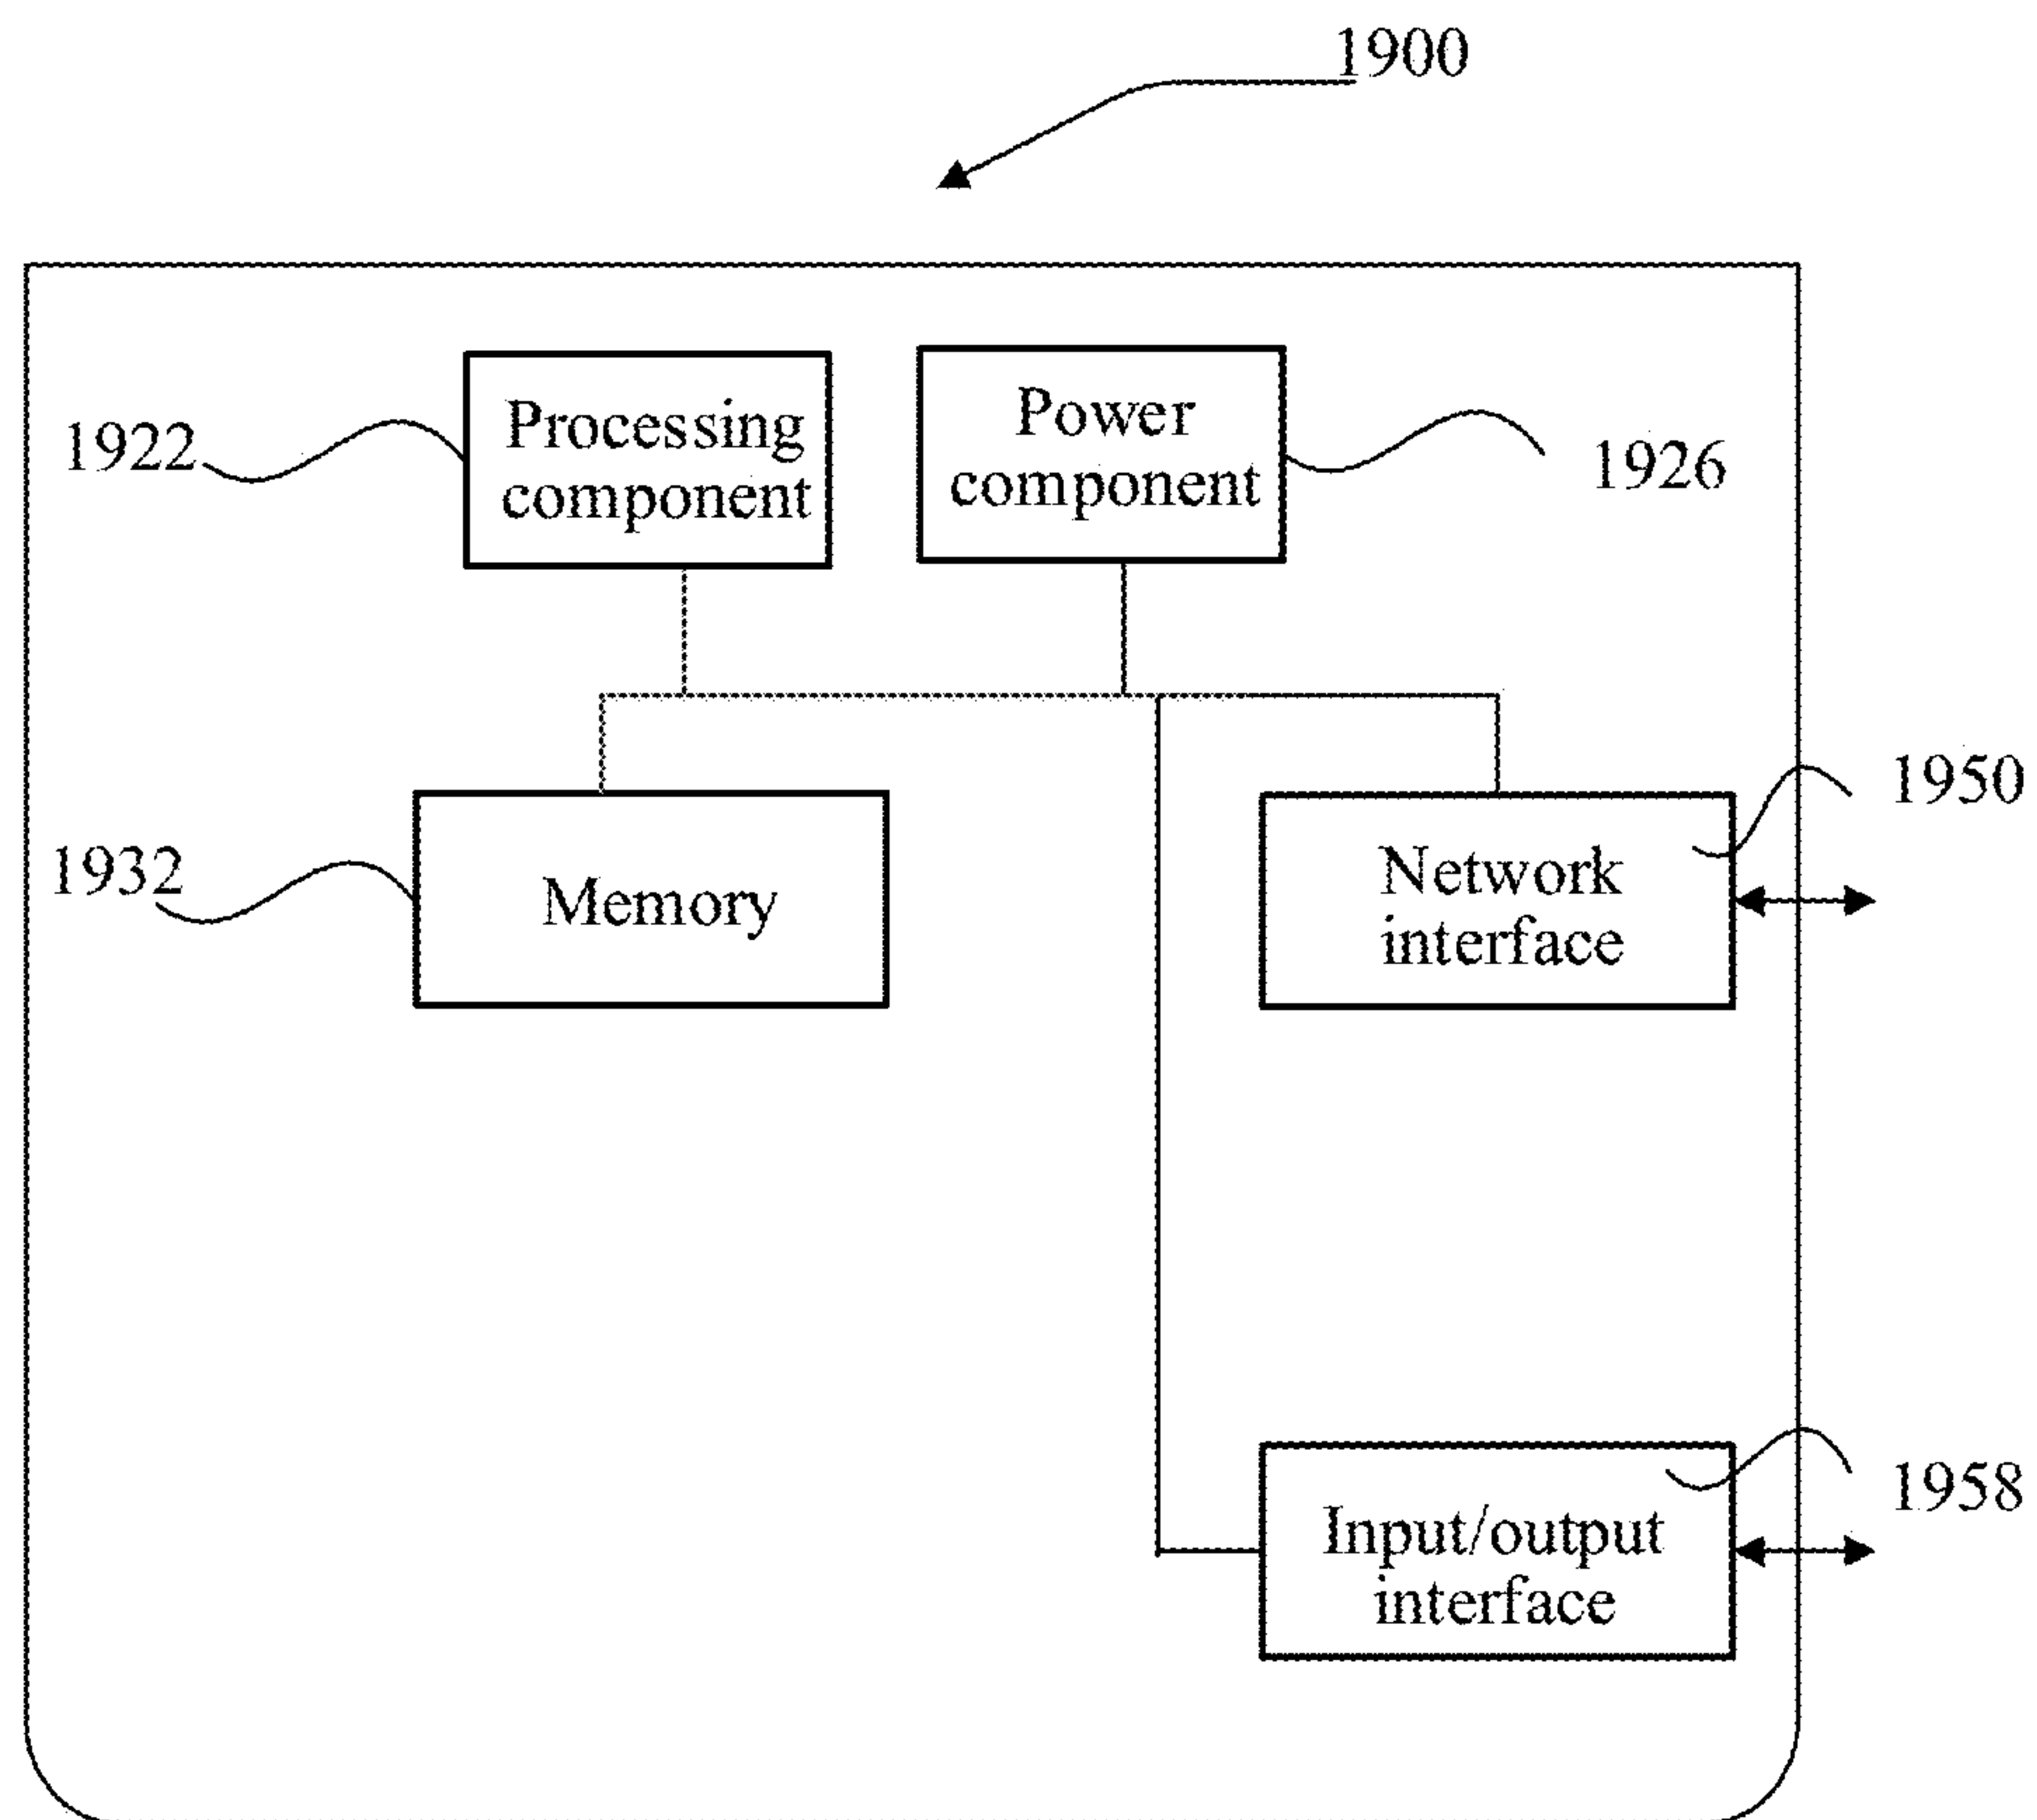 1900
Processing
component
Power
component
1922
1926
1950
1932
Memory
Network
interface
1958
Input/output
interface